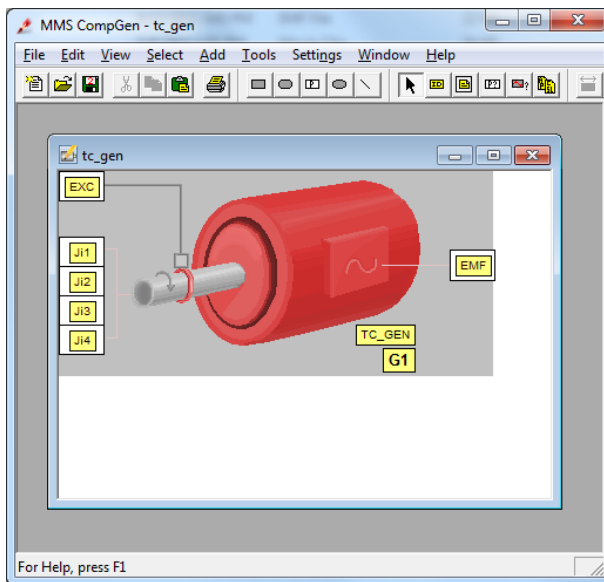 MMS CompGen - tc_gen
File Edit View Select Add Tools Settings Window Help
tc_gen
EXC
Ji1
Ji2
Ji3
Ji4
EMF
TC_GEN
G1
For Help, press F1